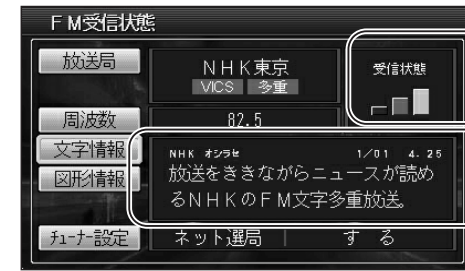 FM受信状態
放送局
NHK東京
VICS 多重
受信状態
周波数
82.5
文字情報
図形情報
NHK オシラセ 1/01 4.25
放送をききながらニュースが読め
るNHKのFM文字多重放送。
チューナー設定
ネット選局 する